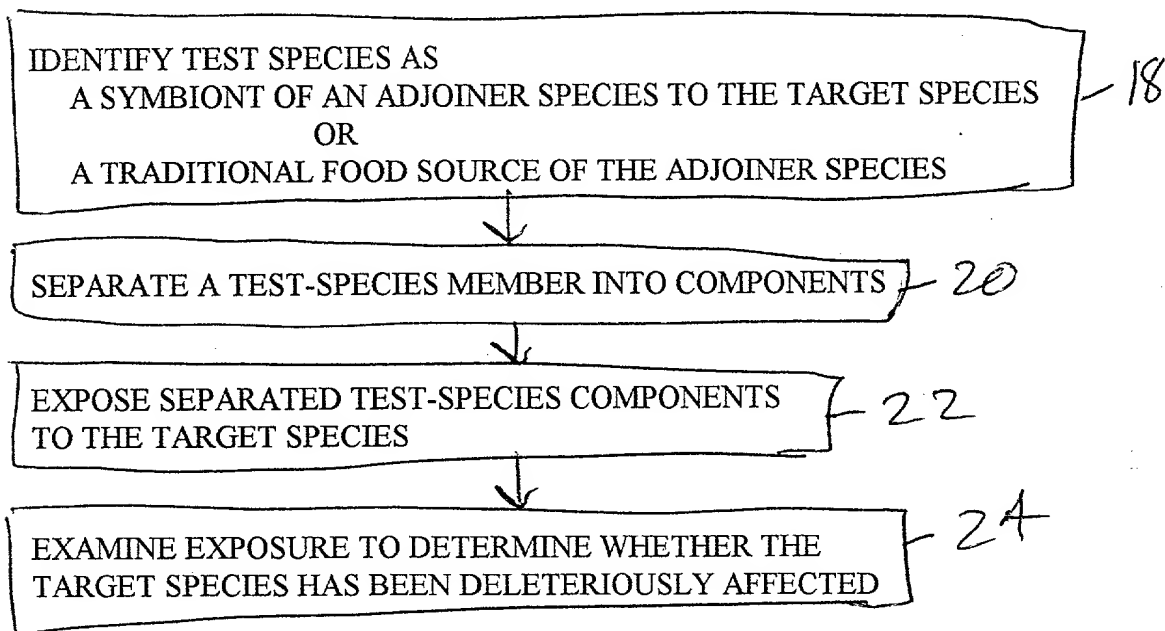 IDENTIFY TEST SPECIES AS
A SYMBIONT OF AN ADJOINER SPECIES TO THE TARGET SPECIES
OR
A TRADITIONAL FOOD SOURCE OF THE ADJOINER SPECIES
18
SEPARATE A TEST-SPECIES MEMBER INTO COMPONENTS
20
EXPOSE SEPARATED TEST-SPECIES COMPONENTS
TO THE TARGET SPECIES
22
EXAMINE EXPOSURE TO DETERMINE WHETHER THE
TARGET SPECIES HAS BEEN DELETERIOUSLY AFFECTED
24